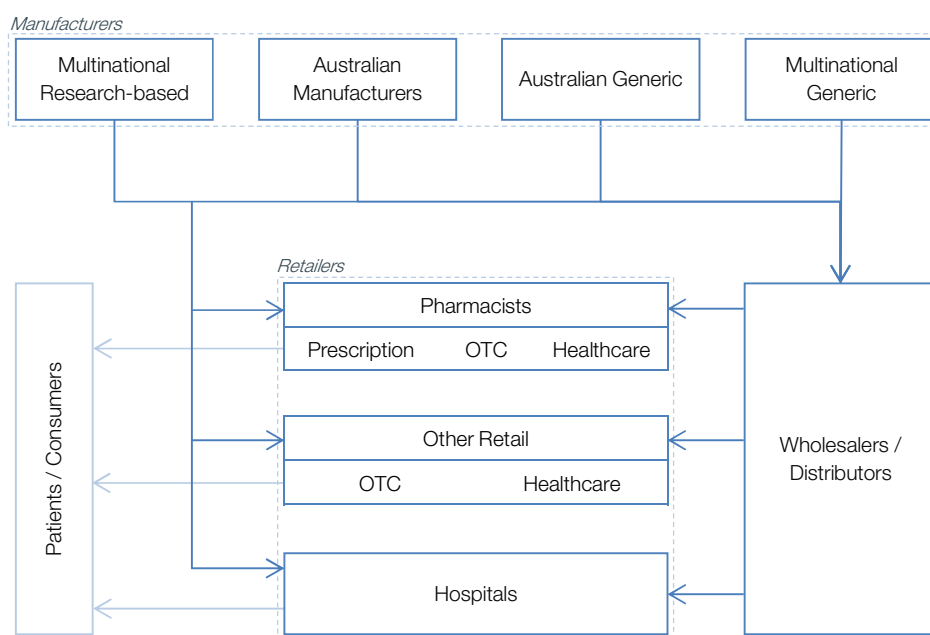 Manufacturers
Multinational
Research-based
Australian
Manufacturers
Australian Generic
Multinational
Generic
Retailers
Pharmacists
Prescription OTC Healthcare
Other Retail
OTC Healthcare
Hospitals
Patients / Consumers
Wholesalers /
Distributors